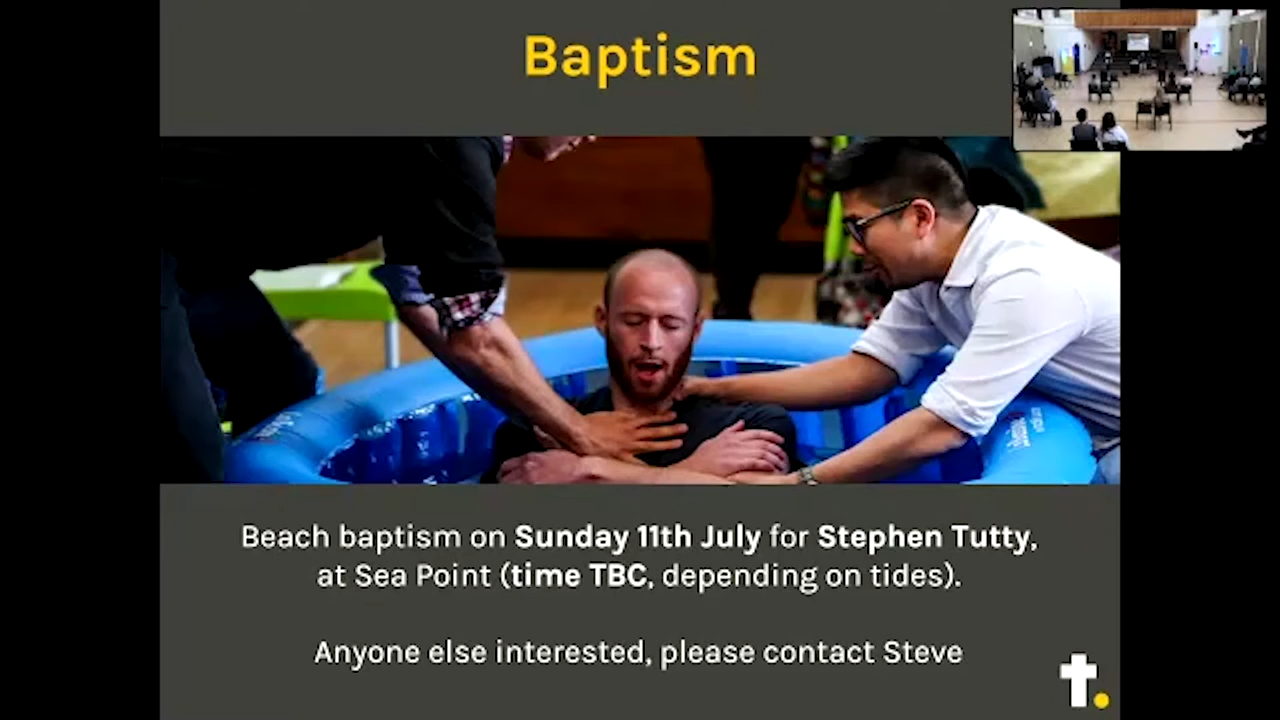 Baptism
Beach baptism on Sunday 11th July for Stephen Tutty,
at Sea Point (time TBC, depending on tides).
Anyone else interested, please contact Steve